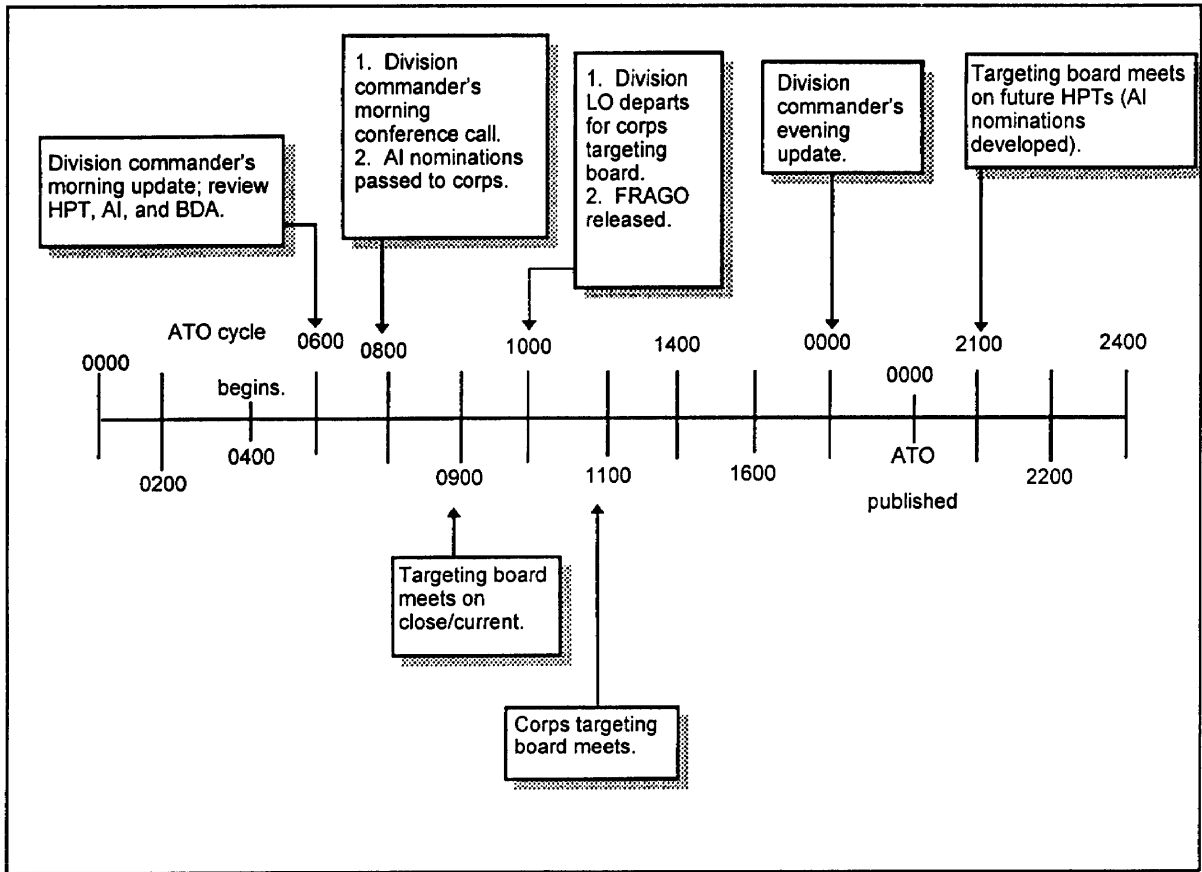 Division commander's
morning update; review
HPT, AI, and BDA.
1. Division
commander's
morning
conference call.
2. AI nominations
passed to corps.
1. Division
LO departs
for corps
targeting
board.
2. FRAGO
released.
Division
commander's
evening
update.
Targeting board meets
on future HPTs (AI
nominations
developed).
ATO cycle
begins.
0000
0200
0400
0600
0800
0900
1000
1100
1400
1600
0000
0000
ATO
published
2100
2200
2400
Targeting board
meets on
close/current.
Corps targeting
board meets.